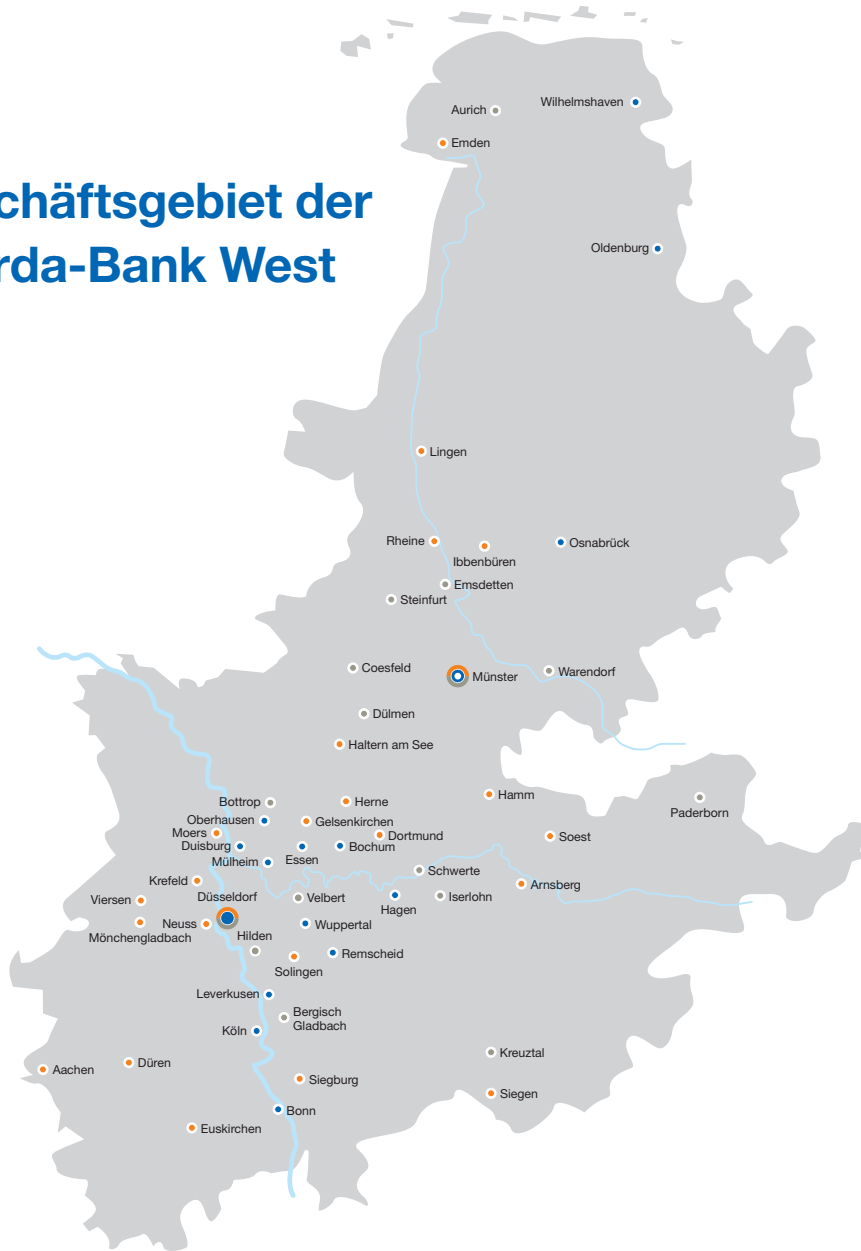 chäftsgebiet der
rda-Bank West
Aurich
Wilhelmshaven
Emden
Oldenburg
Lingen
Rheine
Ibbenbüren
Osnabrück
Emsdetten
Steinfurt
Coesfeld
Münster
Warendorf
Dülmen
Haltern am See
Hamm
Paderborn
Bottrop
Herne
Oberhausen
Gelsenkirchen
Moers
Dortmund
Soest
Duisburg
Essen
Bochum
Mülheim
Schwerte
Krefeld
Arnsberg
Viersen
Düsseldorf
Velbert
Hagen
Iserlohn
Neuss
Wuppertal
Mönchengladbach
Hilden
Remscheid
Solingen
Leverkusen
Bergisch
Gladbach
Köln
Kreuztal
Aachen
Düren
Siegburg
Siegen
Bonn
Euskirchen